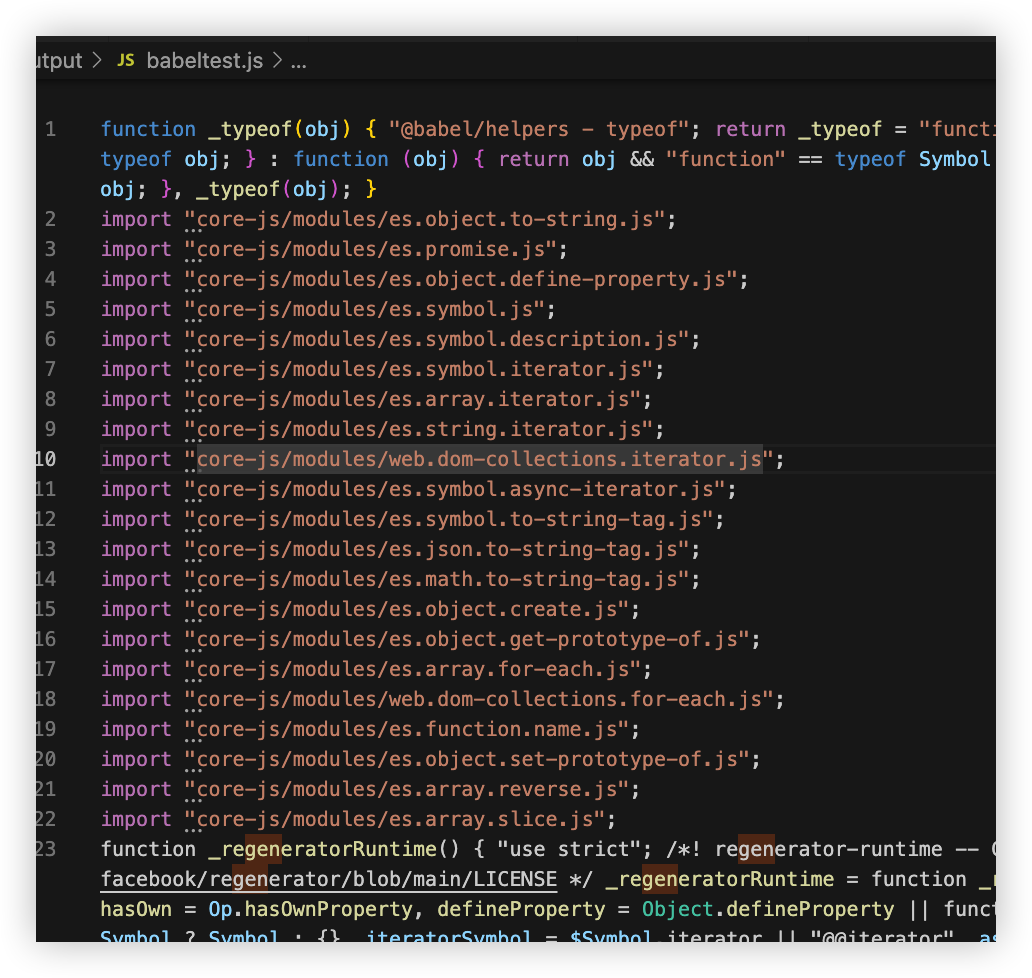 utput > JS babeltest.js > ...
1 function _typeof(obj) { "@babel/helpers - typeof"; return _typeof = "functi
typeof obj; } : function (obj) { return obj && "function" == typeof Symbol
obj; }, _typeof(obj); }
2 import "core-js/modules/es.object.to-string.js";
3 import "core-js/modules/es.promise.js";
4 import "core-js/modules/es.object.define-property.js";
5 import "core-js/modules/es.symbol.js";
6 import "core-js/modules/es.symbol.description.js";
7 import "core-js/modules/es.symbol.iterator.js";
8 import "core-js/modules/es.array.iterator.js";
9 import "core-js/modules/es.string.iterator.js";
10 import "core-js/modules/web.dom-collections.iterator.js";
11 import "core-js/modules/es.symbol.async-iterator.js";
12 import "core-js/modules/es.symbol.to-string-tag.js";
13 import "core-js/modules/es.json.to-string-tag.js";
14 import "core-js/modules/es.math.to-string-tag.js";
15 import "core-js/modules/es.object.create.js";
16 import "core-js/modules/es.object.get-prototype-of.js";
17 import "core-js/modules/es.array.for-each.js";
18 import "core-js/modules/web.dom-collections.for-each.js";
19 import "core-js/modules/es.function.name.js";
20 import "core-js/modules/es.object.set-prototype-of.js";
21 import "core-js/modules/es.array.reverse.js";
22 import "core-js/modules/es.array.slice.js";
23 function _regeneratorRuntime() { "use strict"; /*! regenerator-runtime --
facebook/regenerator/blob/main/LICENSE */ _regeneratorRuntime = function _
hasOwn = Op.hasOwnProperty, defineProperty = Object.defineProperty || funct
Symbol ? Symbol : {}, iteratorSymbol = $Symbol.iterator || "@@iterator",